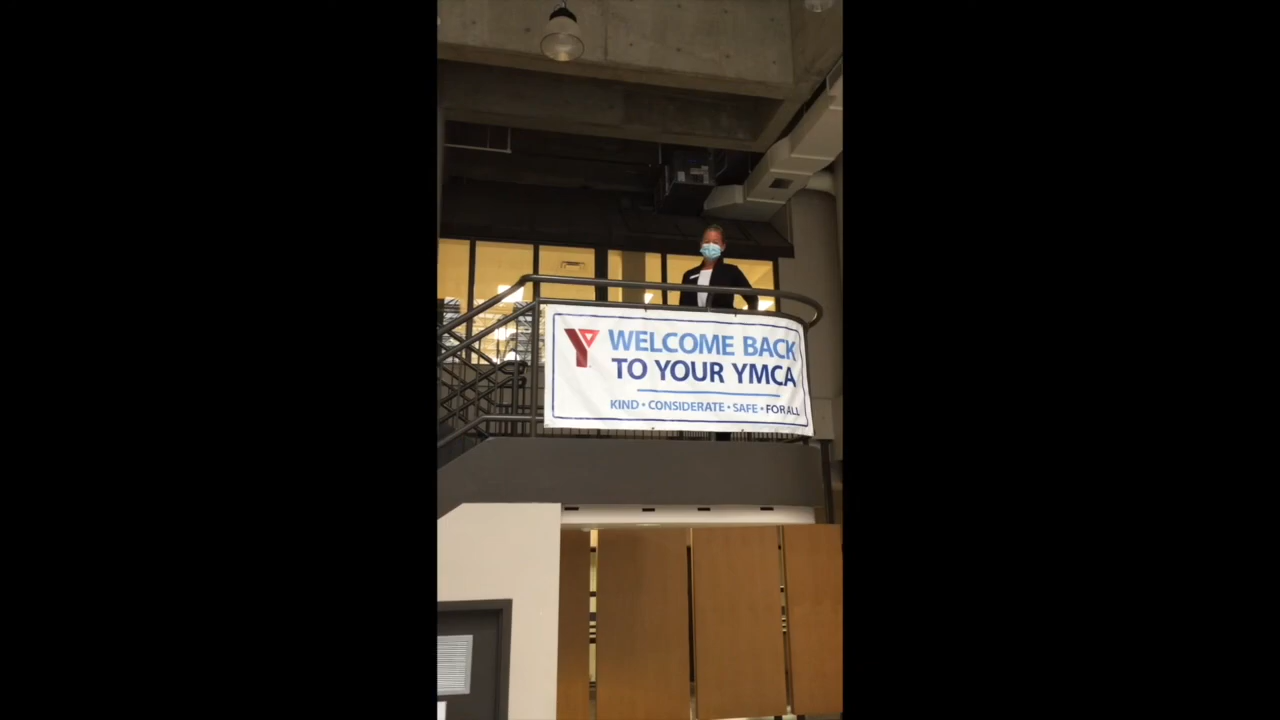 Y WELCOME BACK
TO YOUR YMCA
KIND • CONSIDERATE • SAFE • FOR ALL